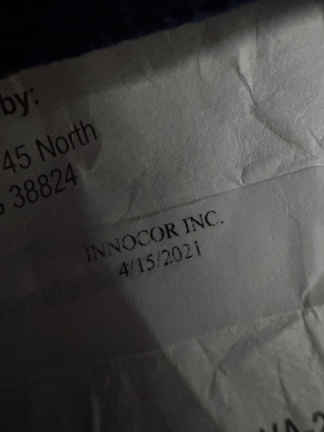 by:
45 North
38824
INNOCOR INC.
4/15/2021